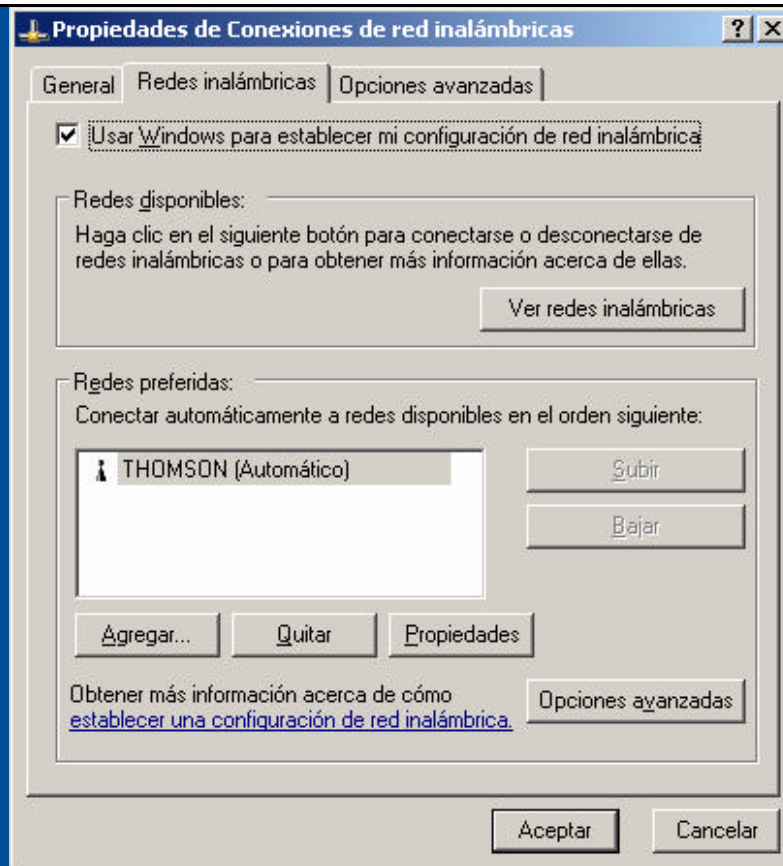 Propiedades de Conexiones de red inalámbricas
General
Redes inalámbricas
Opciones avanzadas
Usar Windows para establecer mi configuración de red inalámbrica
Redes disponibles:
Haga clic en el siguiente botón para conectarse o desconectarse de
redes inalámbricas o para obtener más información acerca de ellas.
Ver redes inalámbricas
Redes preferidas:
Conectar automáticamente a redes disponibles en el orden siguiente:
THOMSON (Automático)
Subir
Bajar
Agregar...
Quitar
Propiedades
Obtener más información acerca de cómo
establecer una configuración de red inalámbrica.
Opciones avanzadas
Aceptar
Cancelar